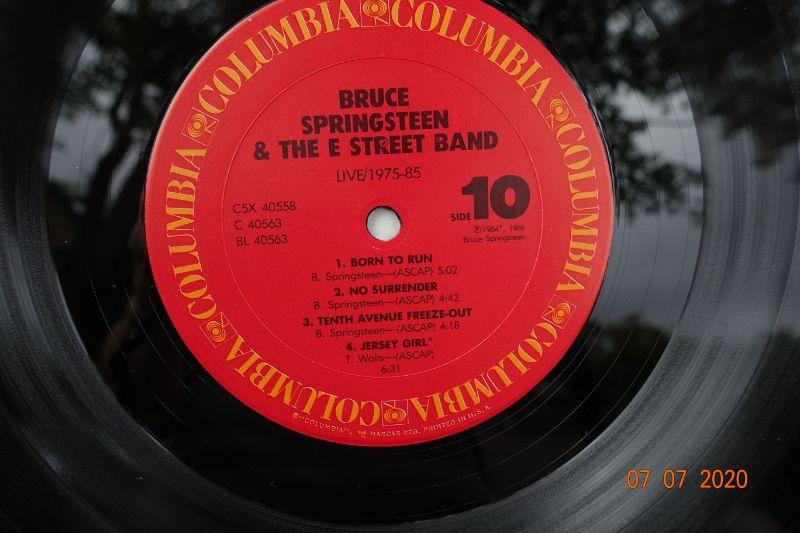 COLUMBIA COLUMBIA COLUMBIA COLUMBIA COLUMBIA COLUMBIA
BRUCE
SPRINGSTEEN
& THE E STREET BAND
LIVE/1975-85
C5X 40558
C 40563
BL 40563
SIDE 10
℗1984*, 1986
Bruce Springsteen
1. BORN TO RUN
B. Springsteen—(ASCAP) 5:02
2. NO SURRENDER
B. Springsteen—(ASCAP) 4:42
3. TENTH AVENUE FREEZE-OUT
B. Springsteen—(ASCAP) 4:18
4. JERSEY GIRL*
T. Waits—(ASCAP)
6:31
"COLUMBIA", MARCAS REG. PRINTED IN U.S.A.
07 07 2020